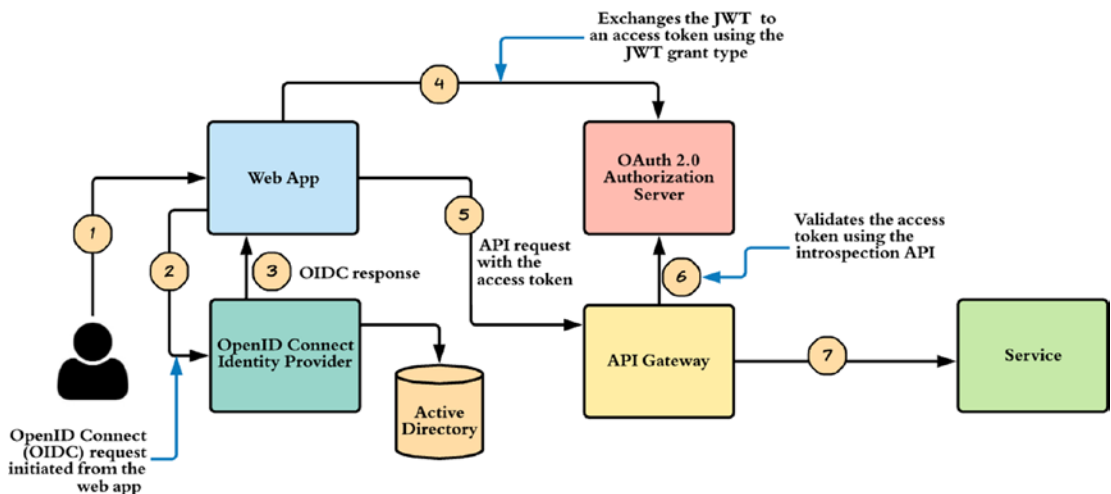 Exchanges the JWT to
an access token using the
JWT grant type
4
Web App
OAuth 2.0
Authorization
Server
1
2
3
OIDC response
5
API request
with the
access token
Validates the access
token using the
introspection API
6
OpenID Connect
Identity Provider
API Gateway
7
Service
Active
Directory
OpenID Connect
(OIDC) request
initiated from the
web app